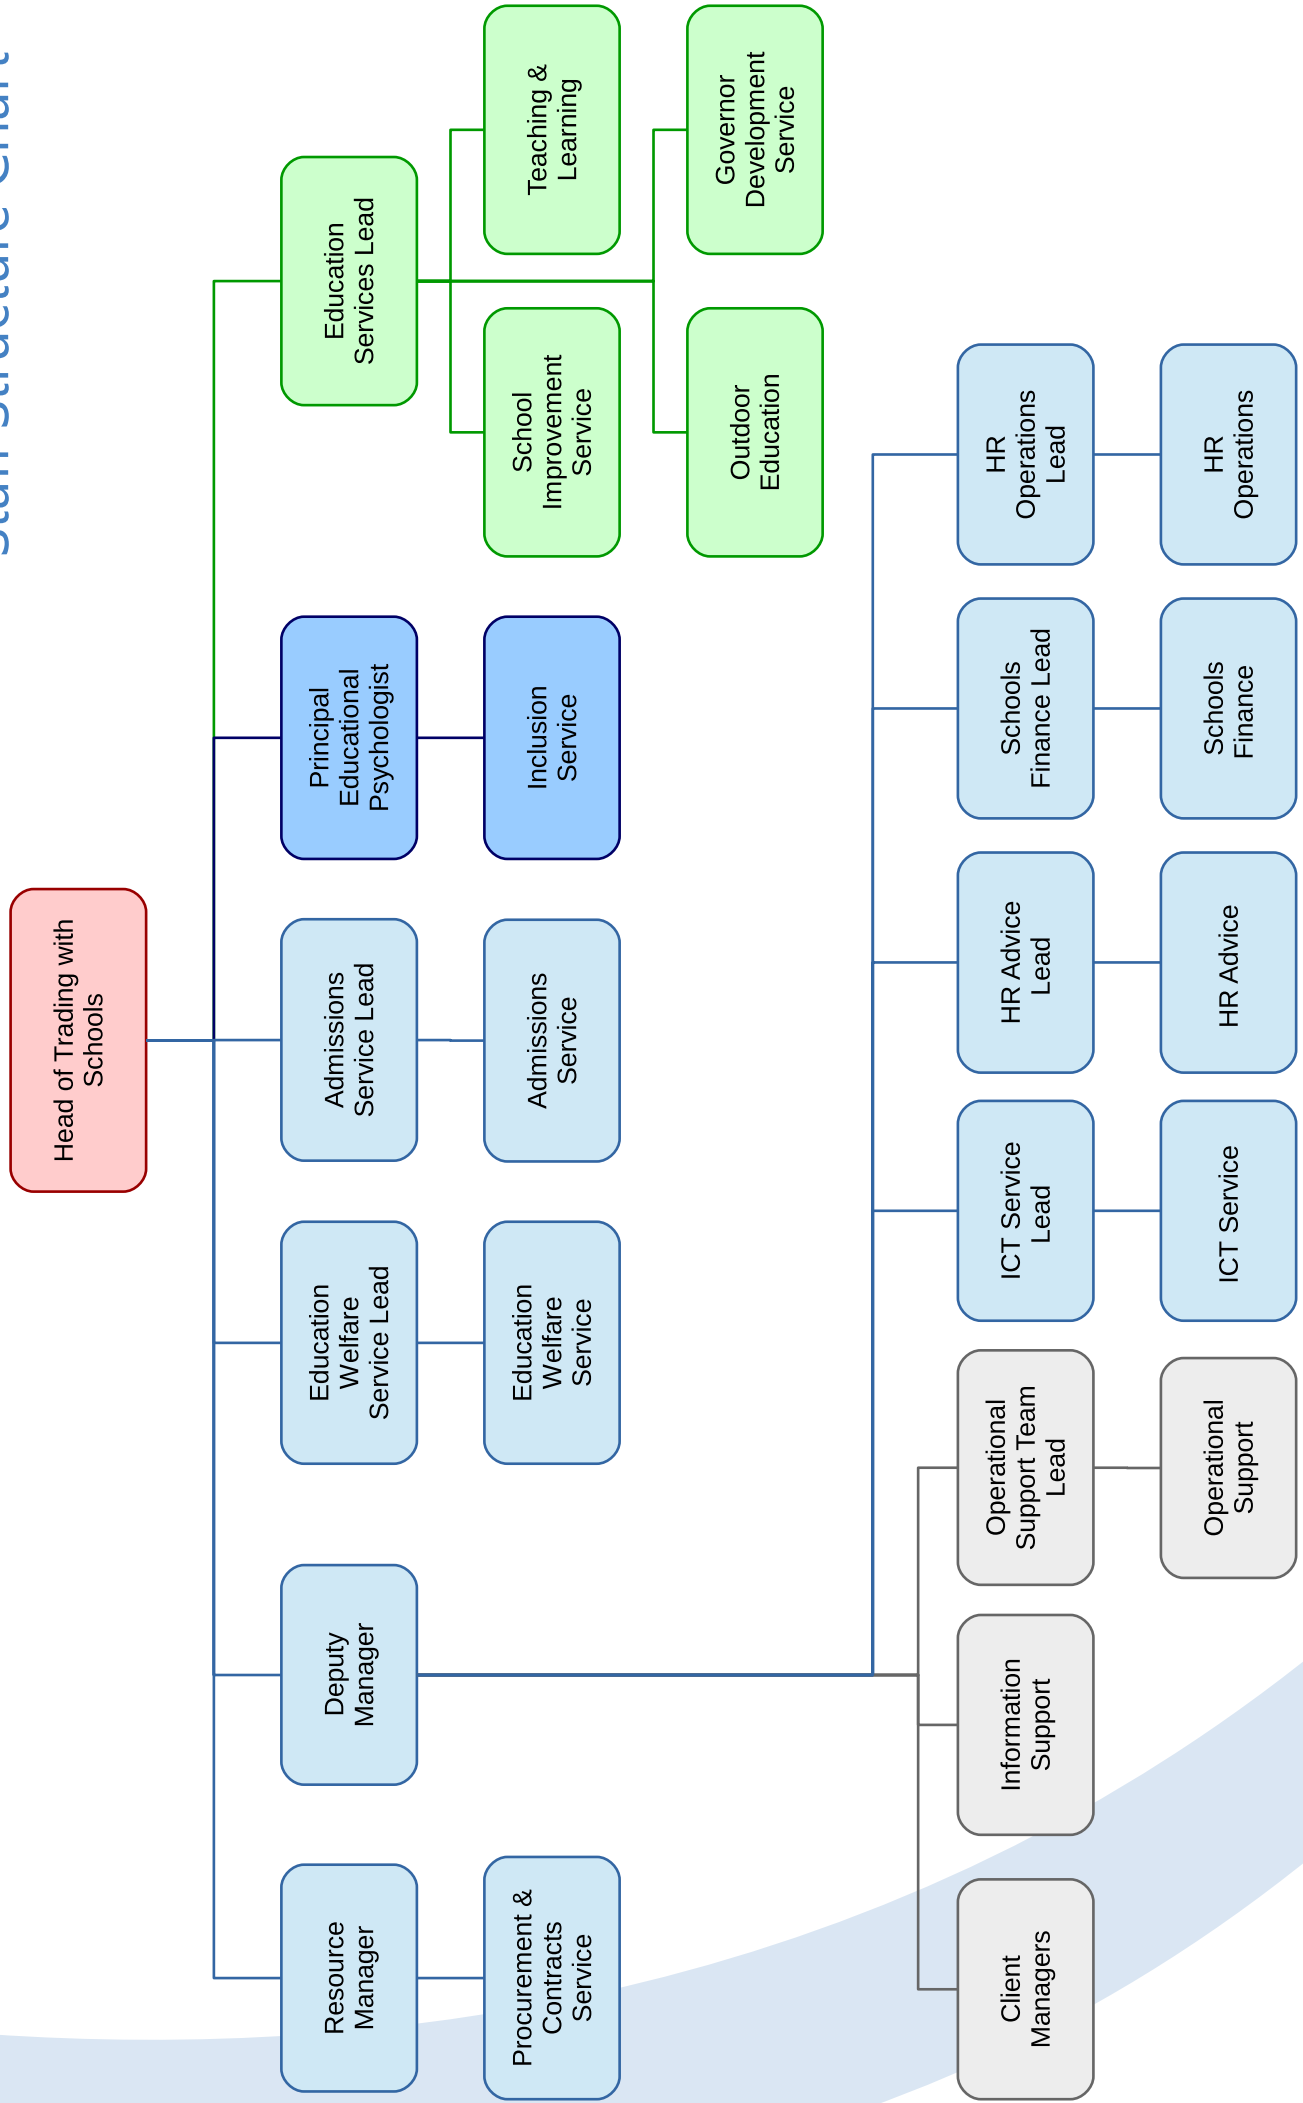 Staff Structure Chart
Head of Trading with
Schools
Resource
Manager
Deputy
Manager
Education
Welfare
Service Lead
Admissions
Service Lead
Principal
Educational
Psychologist
Education
Services Lead
Procurement &
Contracts
Service
Education
Welfare
Service
Admissions
Service
Inclusion
Service
School
Improvement
Service
Teaching &
Learning
Outdoor
Education
Governor
Development
Service
Client
Managers
Information
Support
Operational
Support Team
Lead
ICT Service
Lead
HR Advice
Lead
Schools
Finance Lead
HR
Operations
Lead
Operational
Support
ICT Service
HR Advice
Schools
Finance
HR
Operations